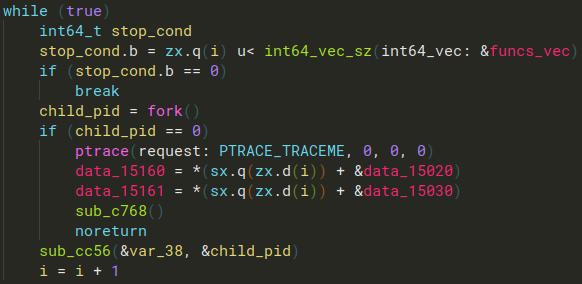 while (true)
int64_t stop_cond
stop_cond.b = zx.q(i) u< int64_vec_sz(int64_vec: &funcs_vec)
if (stop_cond.b == 0)
break
child_pid = fork()
if (child_pid == 0)
ptrace(request: PTRACE_TRACEME, 0, 0, 0)
data_15160 = *(sx.q(zx.d(i)) + &data_15020)
data_15161 = *(sx.q(zx.d(i)) + &data_15030)
sub_c768()
noreturn
sub_cc56(&var_38, &child_pid)
i = i + 1